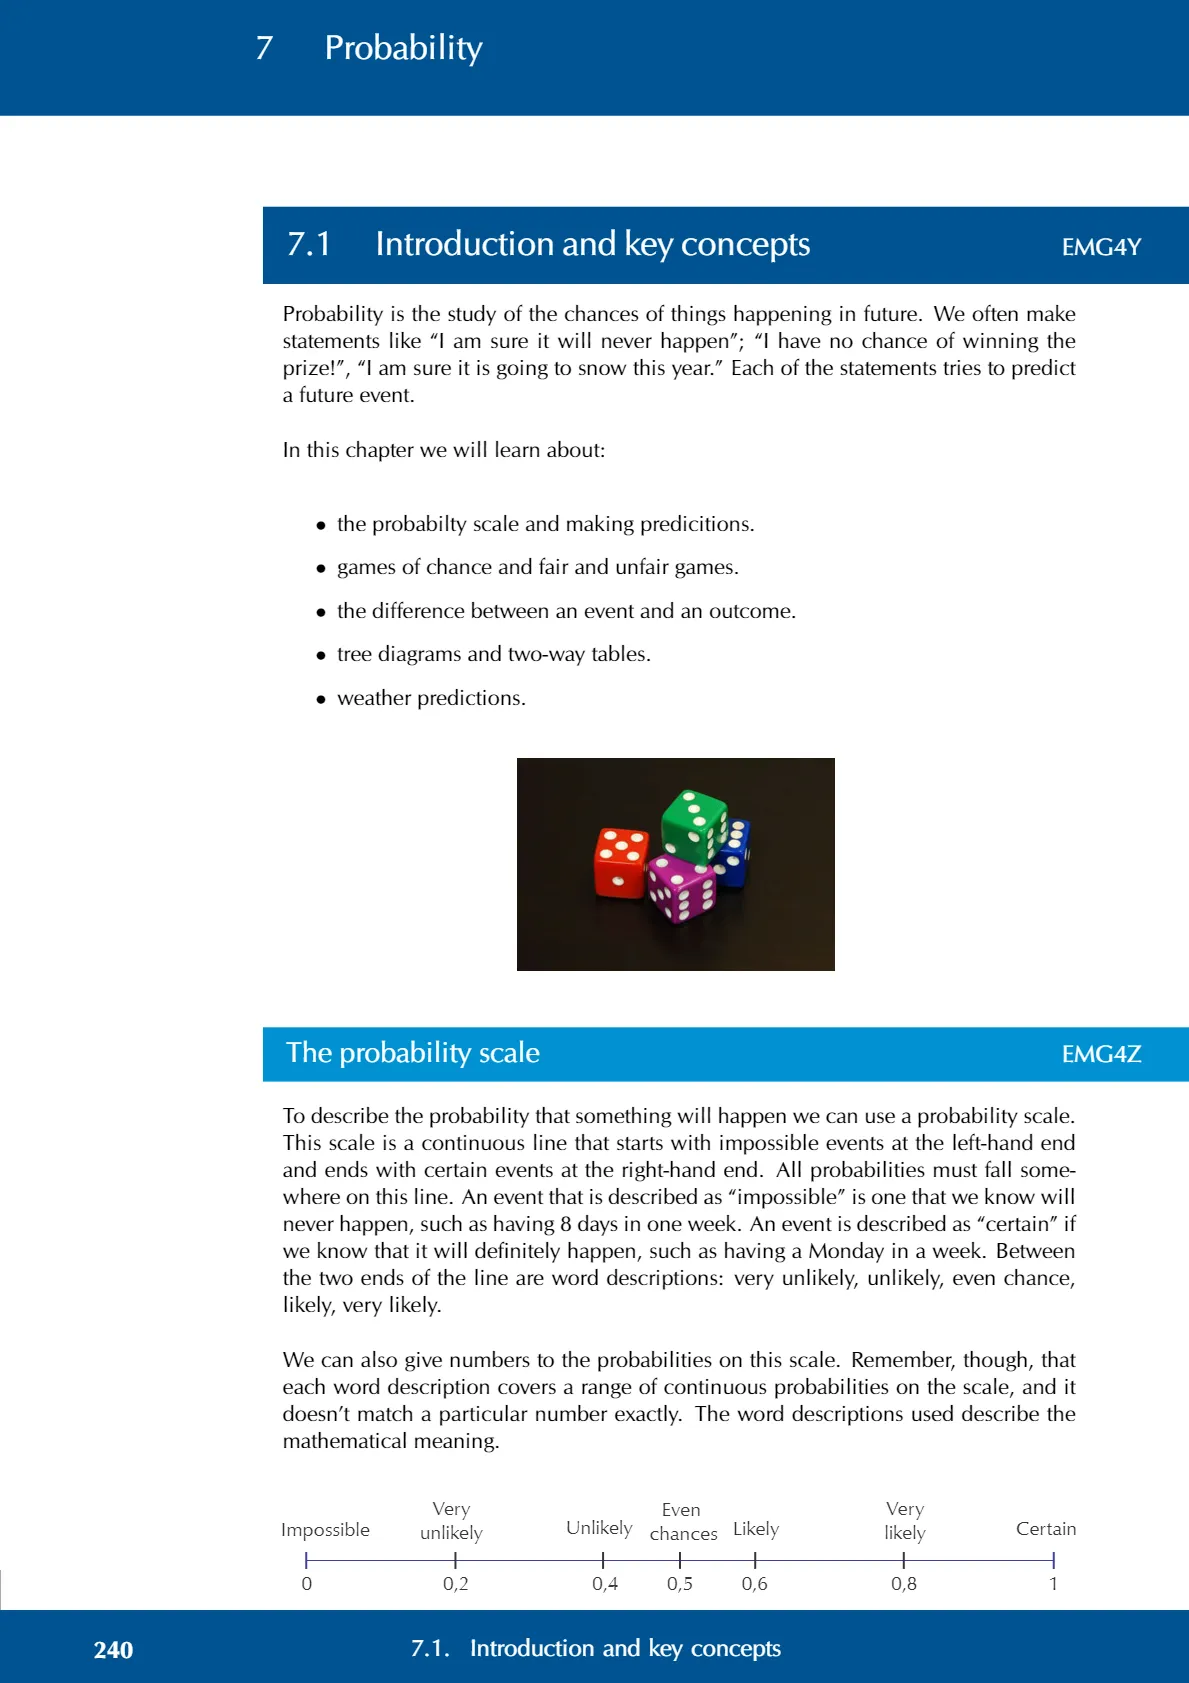 7 Probability
7.1 Introduction and key concepts EMG4Y
Probability is the study of the chances of things happening in future. We often make
statements like “I am sure it will never happen”; “I have no chance of winning the
prize!”, “I am sure it is going to snow this year.” Each of the statements tries to predict
a future event.
In this chapter we will learn about:
• the probabilty scale and making predicitions.
• games of chance and fair and unfair games.
• the difference between an event and an outcome.
• tree diagrams and two-way tables.
• weather predictions.
The probability scale EMG4Z
To describe the probability that something will happen we can use a probability scale.
This scale is a continuous line that starts with impossible events at the left-hand end
and ends with certain events at the right-hand end. All probabilities must fall some-
where on this line. An event that is described as “impossible” is one that we know will
never happen, such as having 8 days in one week. An event is described as “certain” if
we know that it will definitely happen, such as having a Monday in a week. Between
the two ends of the line are word descriptions: very unlikely, unlikely, even chance,
likely, very likely.
We can also give numbers to the probabilities on this scale. Remember, though, that
each word description covers a range of continuous probabilities on the scale, and it
doesn’t match a particular number exactly. The word descriptions used describe the
mathematical meaning.
Very Even Very
Impossible unlikely Unlikely chances Likely likely Certain
0 0,2 0,4 0,5 0,6 0,8 1
240 7.1. Introduction and key concepts